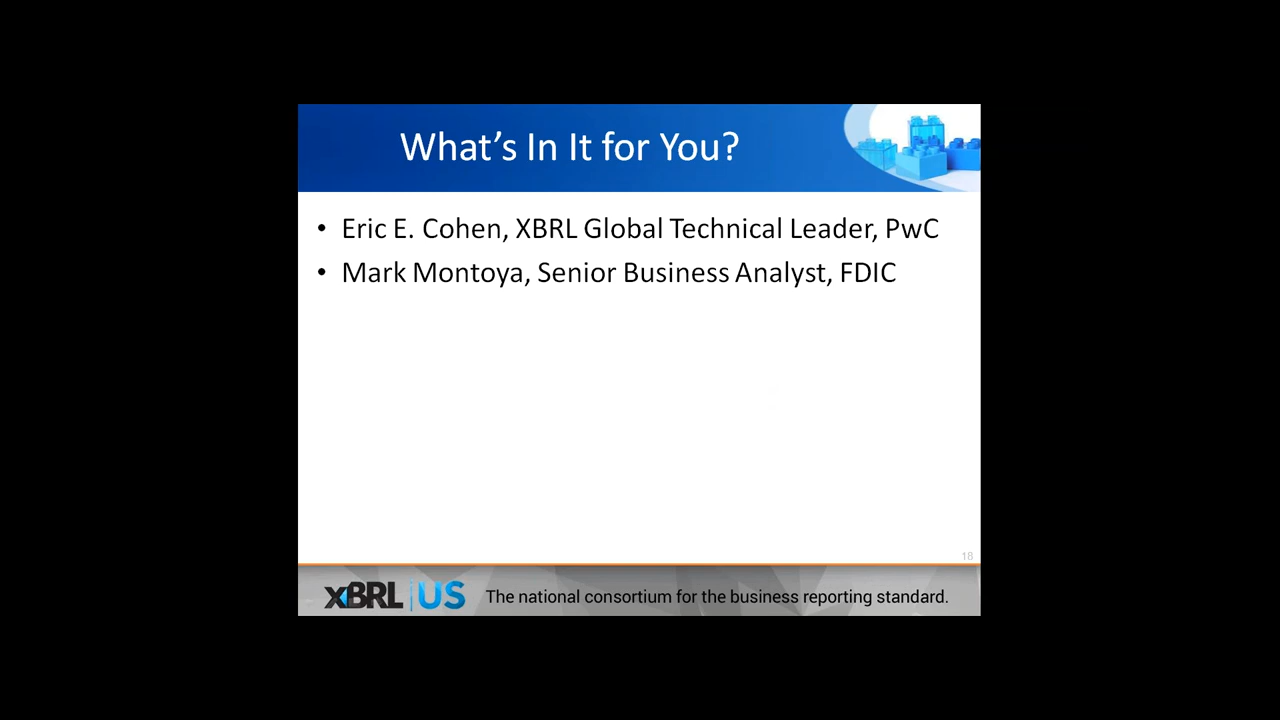 What's In It for You?
• Eric E. Cohen, XBRL Global Technical Leader, PwC
• Mark Montoya, Senior Business Analyst, FDIC
18
XBRL US The national consortium for the business reporting standard.